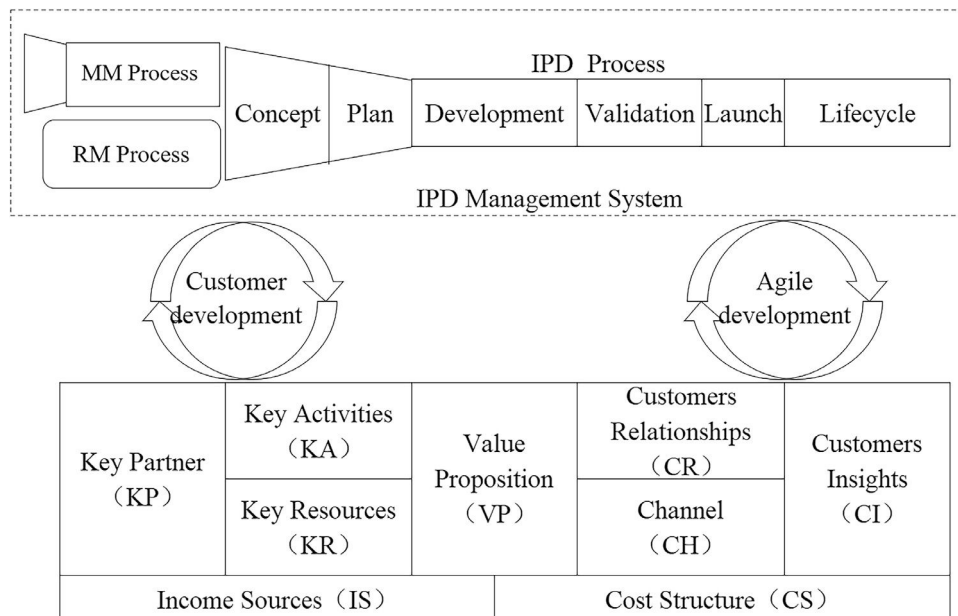 MM Process
RM Process
IPD Process
Concept
Plan
Development
Validation
Launch
Lifecycle
IPD Management System
Customer
development
Agile
development
Key Partner
（KP）
Key Activities
（KA）
Key Resources
（KR）
Value
Proposition
（VP）
Customers
Relationships
（CR）
Channel
（CH）
Customers
Insights
（CI）
Income Sources（IS）
Cost Structure（CS）